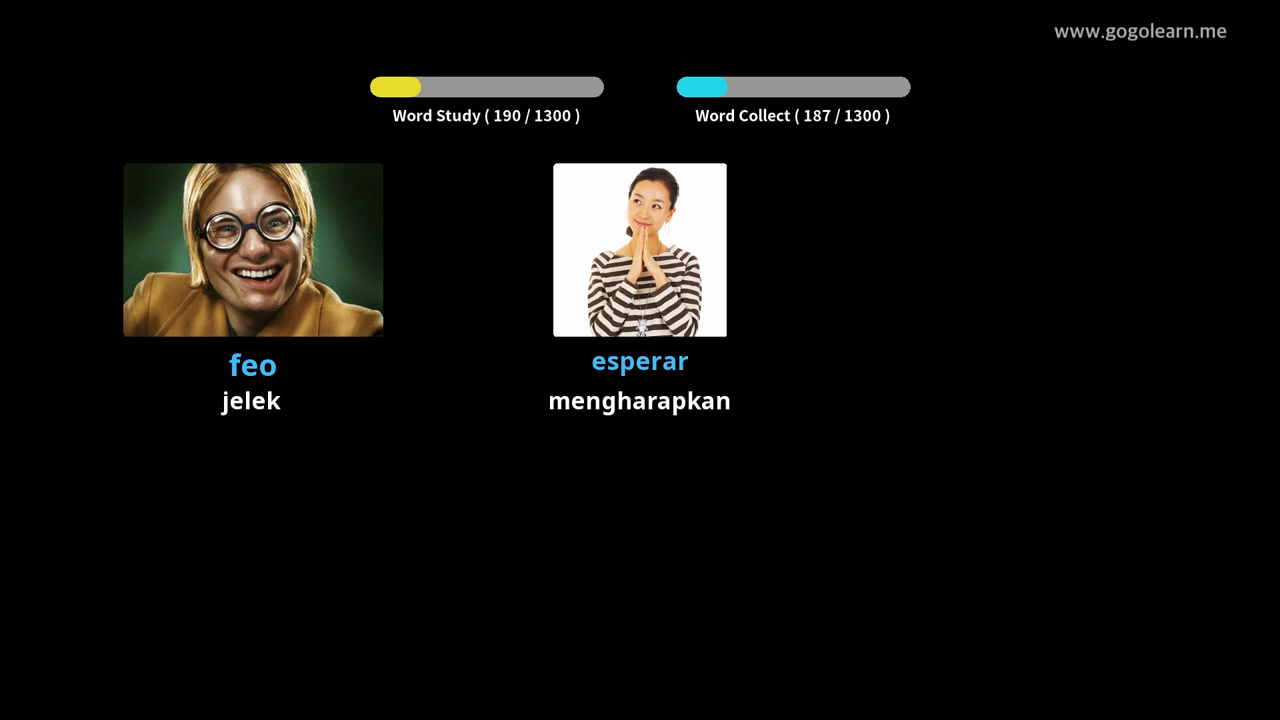 www.gogolearn.me
Word Study ( 190 / 1300 )
Word Collect ( 187 / 1300 )
feo
jelek
esperar
mengharapkan